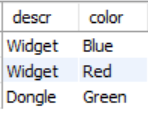 descr color
Widget Blue
Widget Red
Dongle Green